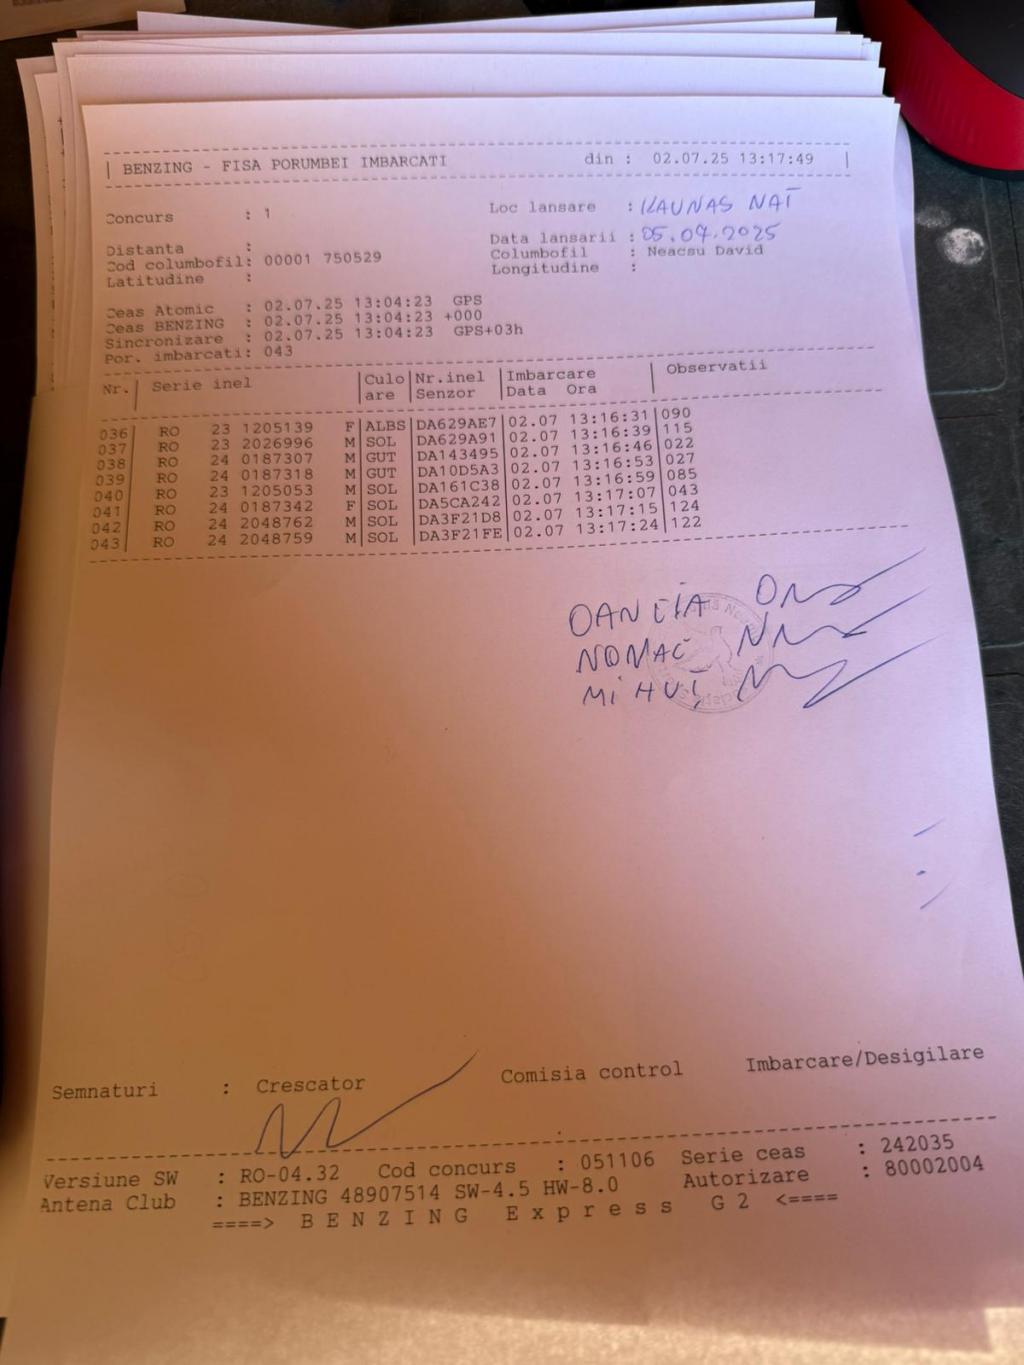 BENZING - FISA PORUMBEI IMBARCATI din : 02.07.25 13:17:49
Concurs : 1 Loc lansare : KAUNAS NAT
Data lansarii : 05.07.2025
Distanta : Columbofil : Neacsu David
Cod columbofil: 00001 750529 Longitudine :
Latitudine :
Ceas Atomic : 02.07.25 13:04:23 GPS
Ceas BENZING : 02.07.25 13:04:23 +000
Sincronizare : 02.07.25 13:04:23 GPS+03h
Por. imbarcati: 043
Nr. | Serie inel | Culo | Nr.inel | Imbarcare | Observatii
are | Senzor | Data Ora
036 RO 23 1205139 F ALBS DA629AE7 02.07 13:16:31 090
037 RO 23 2026996 M SOL DA629A91 02.07 13:16:39 115
038 RO 24 0187307 M GUT DA143495 02.07 13:16:46 022
039 RO 24 0187318 M GUT DA10D5A3 02.07 13:16:53 027
040 RO 23 1205053 M SOL DA161C38 02.07 13:16:59 085
041 RO 24 0187342 F SOL DA5CA242 02.07 13:17:07 043
042 RO 24 2048762 M SOL DA3F21D8 02.07 13:17:15 124
043 RO 24 2048759 M SOL DA3F21FE 02.07 13:17:24 122
OANCIA
NOVAC
MIHUȚ
Semnaturi : Crescator Comisia control Imbarcare/Desigilare
Versiune SW : RO-04.32 Cod concurs : 051106 Serie ceas : 242035
Antena Club : BENZING 48907514 SW-4.5 HW-8.0 Autorizare : 80002004
====> B E N Z I N G E x p r e s s G 2 <====